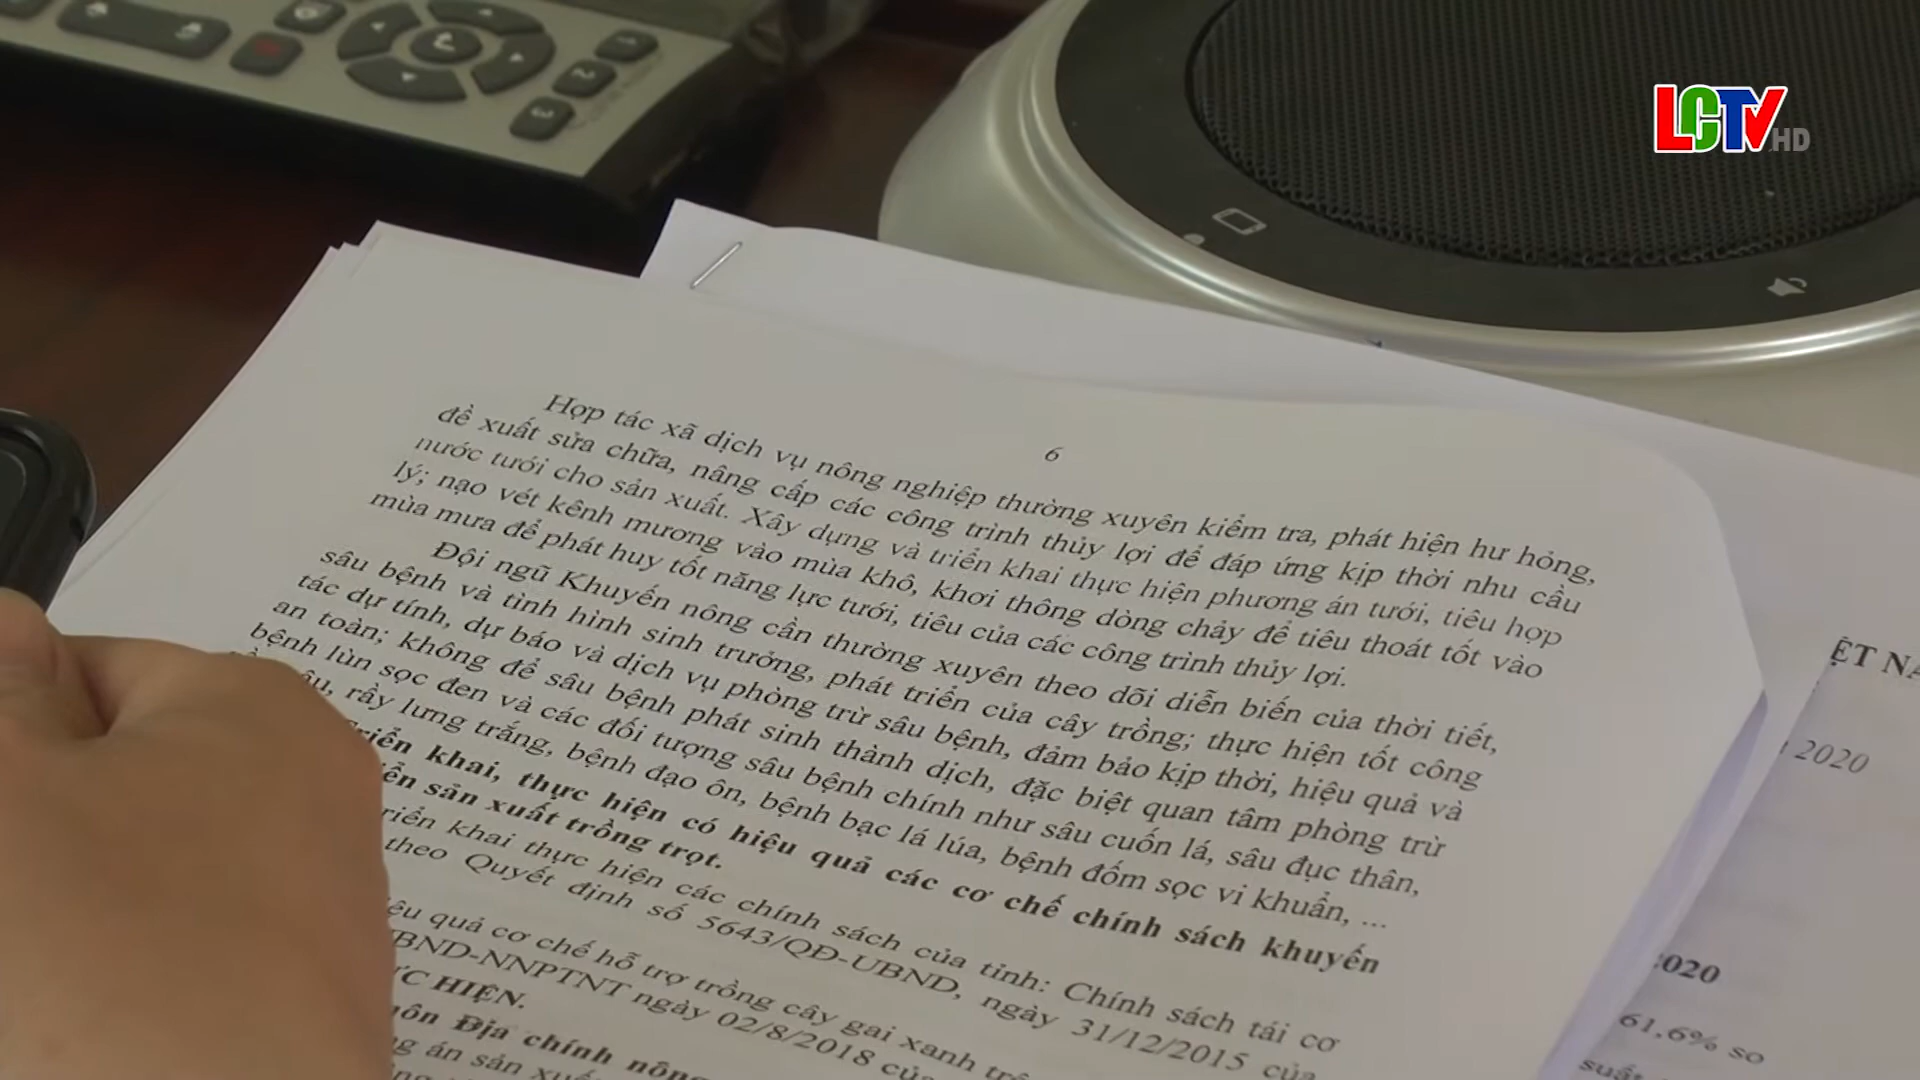 LCTV HD
6
Hợp tác xã dịch vụ nông nghiệp thường xuyên kiểm tra, phát hiện hư hỏng,
đề xuất sửa chữa, nâng cấp các công trình thủy lợi để đáp ứng kịp thời nhu cầu
nước tưới cho sản xuất. Xây dựng và triển khai thực hiện phương án tưới, tiêu hợp
lý; nạo vét kênh mương vào mùa khô, khơi thông dòng chảy để tiêu thoát tốt vào
mùa mưa để phát huy tốt năng lực tưới, tiêu của các công trình thủy lợi.
Đội ngũ Khuyến nông cần thường xuyên theo dõi diễn biến của thời tiết,
sâu bệnh và tình hình sinh trưởng, phát triển của cây trồng; thực hiện tốt công
tác dự tính, dự báo và dịch vụ phòng trừ sâu bệnh, đảm bảo kịp thời, hiệu quả và
an toàn; không để sâu bệnh phát sinh thành dịch, đặc biệt quan tâm phòng trừ
bệnh lùn sọc đen và các đối tượng sâu bệnh chính như sâu cuốn lá, sâu đục thân,
rầy lưng trắng, bệnh đạo ôn, bệnh bạc lá lúa, bệnh đốm sọc vi khuẩn, ...
khai, thực hiện có hiệu quả các cơ chế chính sách khuyến
sản xuất trồng trọt.
khai thực hiện các chính sách của tỉnh: Chính sách tái cơ
theo Quyết định số 5643/QĐ-UBND, ngày 31/12/2015 của
quả cơ chế hỗ trợ trồng cây gai xanh
UBND-NNPTNT ngày 02/8/2018 của
HIỆN.
Địa chính
án sản
2020
2020
61,6% so